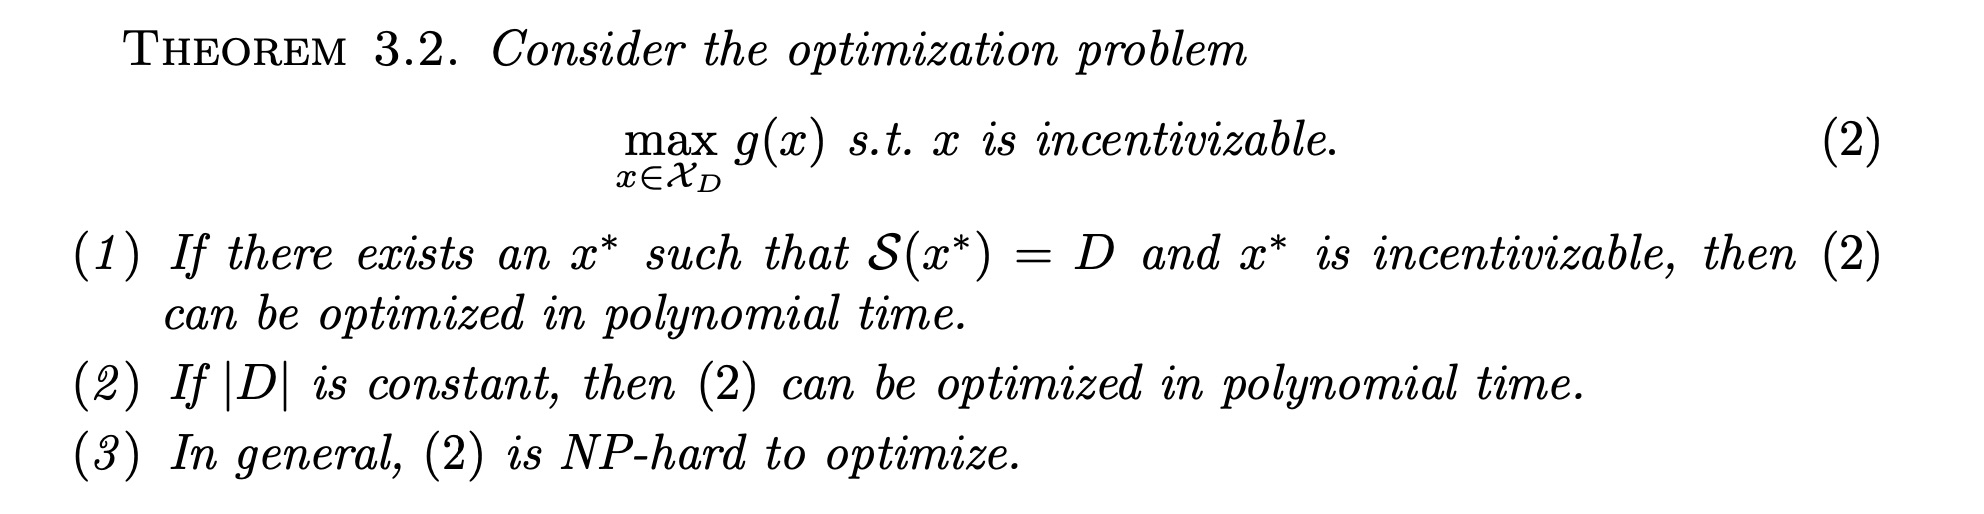 THEOREM 3.2. Consider the optimization problem
max g(x) s.t. x is incentivizable. (2)
x∈𝒳_D
(1) If there exists an x* such that 𝒮(x*) = D and x* is incentivizable, then (2)
can be optimized in polynomial time.
(2) If |D| is constant, then (2) can be optimized in polynomial time.
(3) In general, (2) is NP-hard to optimize.